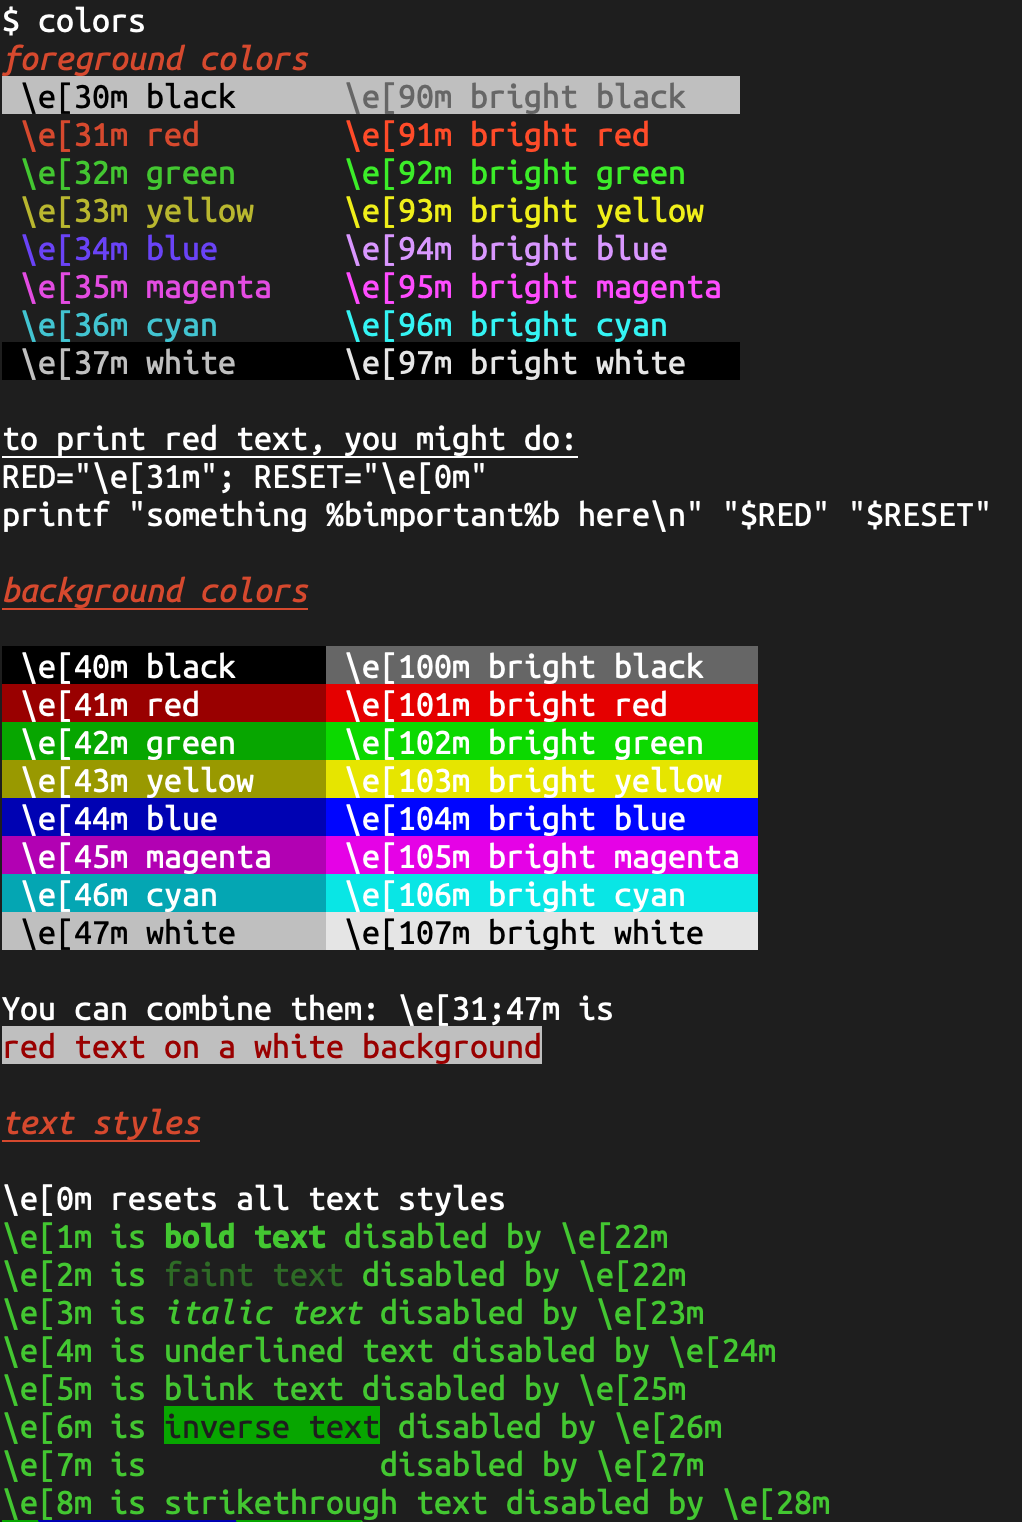 $ colors
foreground colors
\e[30m black \e[90m bright black
\e[31m red \e[91m bright red
\e[32m green \e[92m bright green
\e[33m yellow \e[93m bright yellow
\e[34m blue \e[94m bright blue
\e[35m magenta \e[95m bright magenta
\e[36m cyan \e[96m bright cyan
\e[37m white \e[97m bright white
to print red text, you might do:
RED="\e[31m"; RESET="\e[0m"
printf "something %bimportant%b here\n" "$RED" "$RESET"
background colors
\e[40m black \e[100m bright black
\e[41m red \e[101m bright red
\e[42m green \e[102m bright green
\e[43m yellow \e[103m bright yellow
\e[44m blue \e[104m bright blue
\e[45m magenta \e[105m bright magenta
\e[46m cyan \e[106m bright cyan
\e[47m white \e[107m bright white
You can combine them: \e[31;47m is
red text on a white background
text styles
\e[0m resets all text styles
\e[1m is bold text disabled by \e[22m
\e[2m is faint text disabled by \e[22m
\e[3m is italic text disabled by \e[23m
\e[4m is underlined text disabled by \e[24m
\e[5m is blink text disabled by \e[25m
\e[6m is inverse text disabled by \e[26m
\e[7m is disabled by \e[27m
\e[8m is strikethrough text disabled by \e[28m